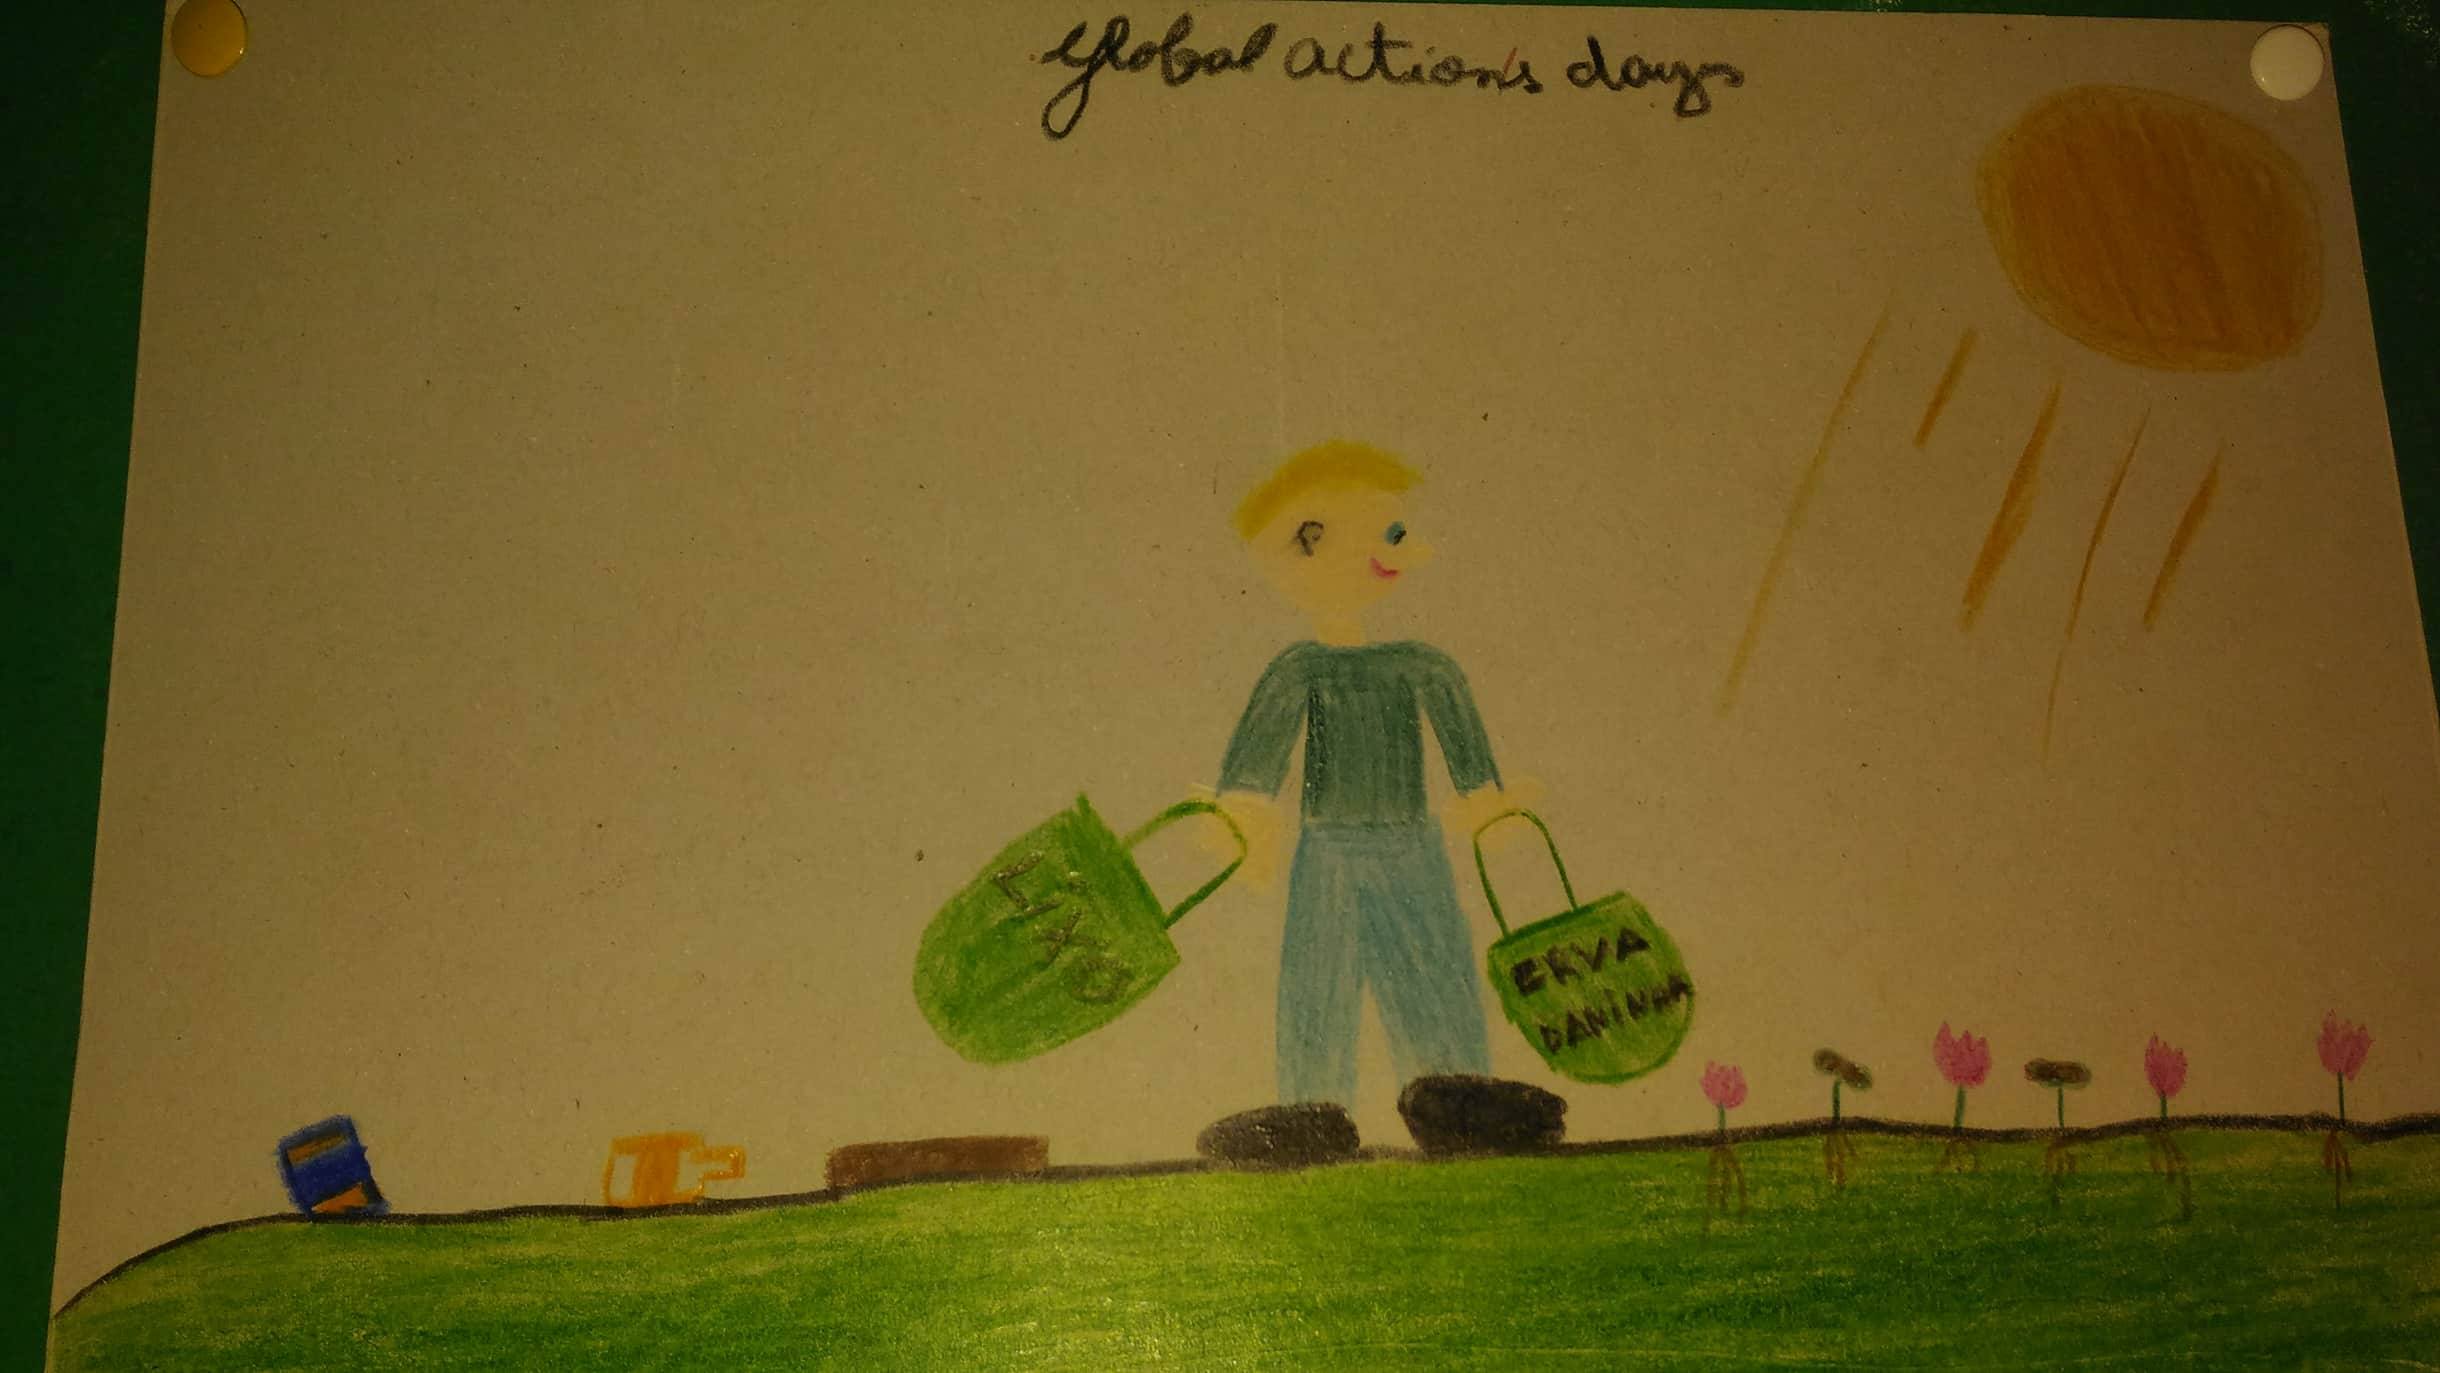 Global actions days
LIXO
ERVA
DANINHA